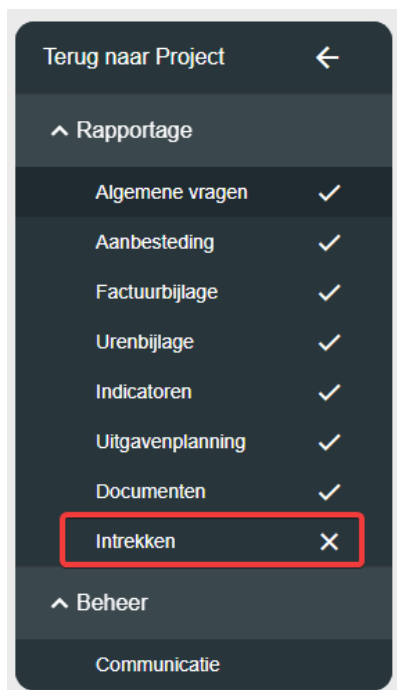 Terug naar Project
Rapportage
Algemene vragen
Aanbesteding
Factuurbijlage
Urenbijlage
Indicatoren
Uitgavenplanning
Documenten
Intrekken
Beheer
Communicatie